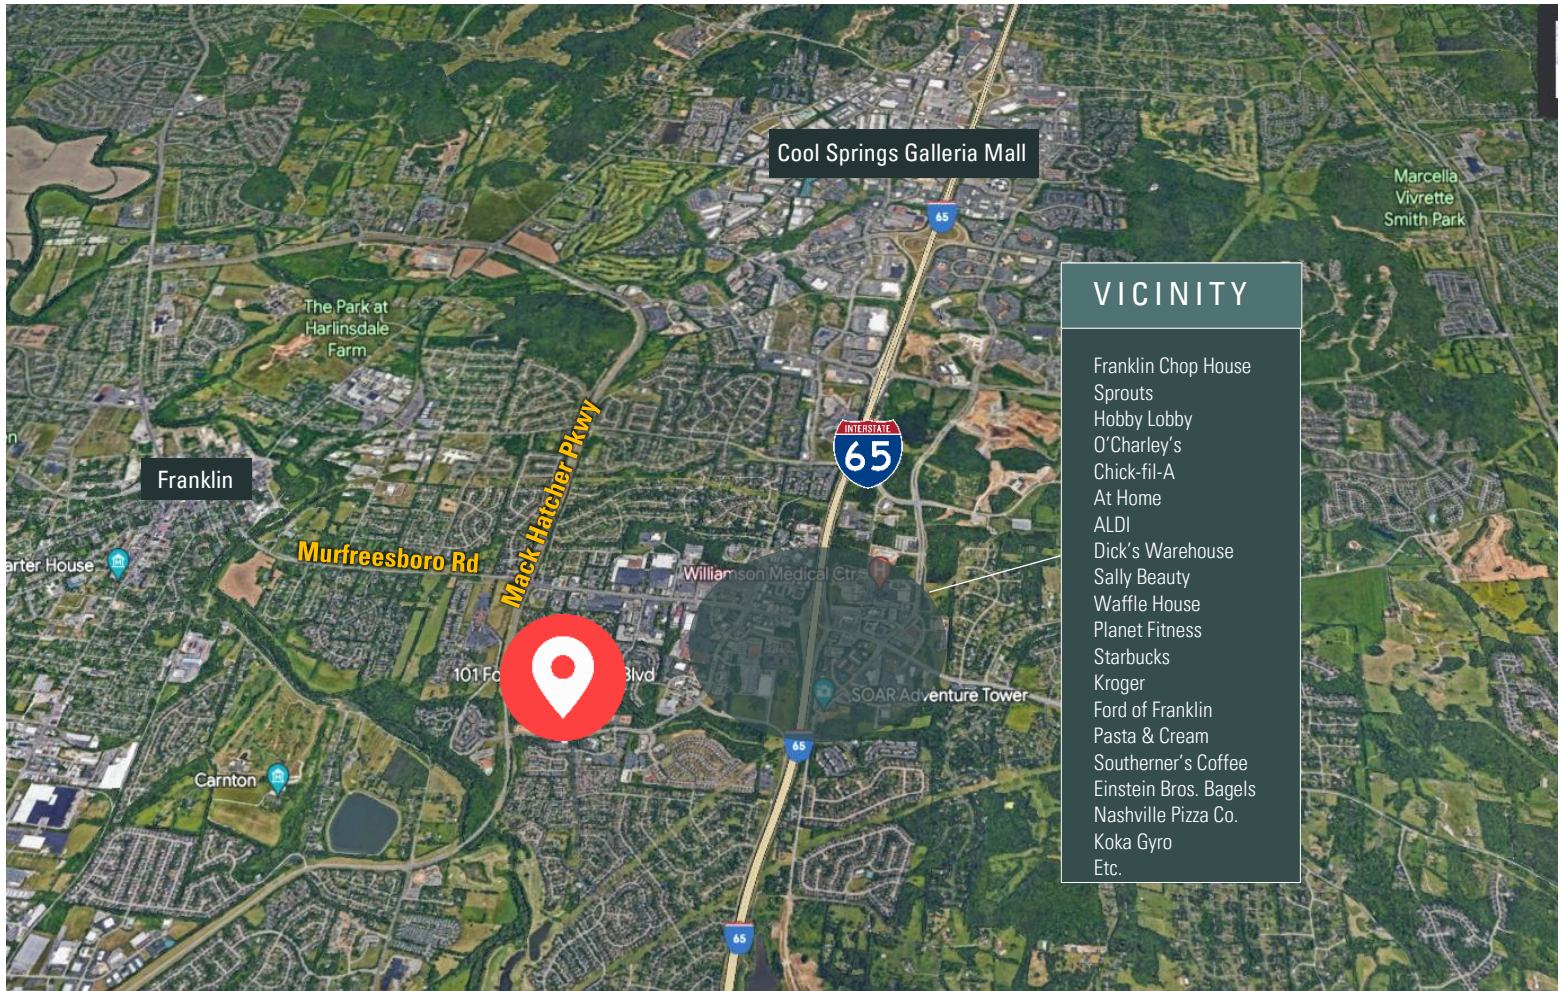 Cool Springs Galleria Mall
Marcella
Vivrette
Smith Park
65
VICINITY
The Park at
Harlinsdale
Farm
Franklin Chop House
Sprouts
Hobby Lobby
O'Charley's
Chick-fil-A
At Home
ALDI
Dick's Warehouse
Sally Beauty
Waffle House
Planet Fitness
Starbucks
Kroger
Ford of Franklin
Pasta & Cream
Southerner's Coffee
Einstein Bros. Bagels
Nashville Pizza Co.
Koka Gyro
Etc.
Mack Hatcher Pkwy
INTERSTATE
65
Franklin
Murfreesboro Rd
arter House
Williamson Medical Ctr
H
101 Fo
Blvd
SOAR Adventure Tower
65
Carnton
65